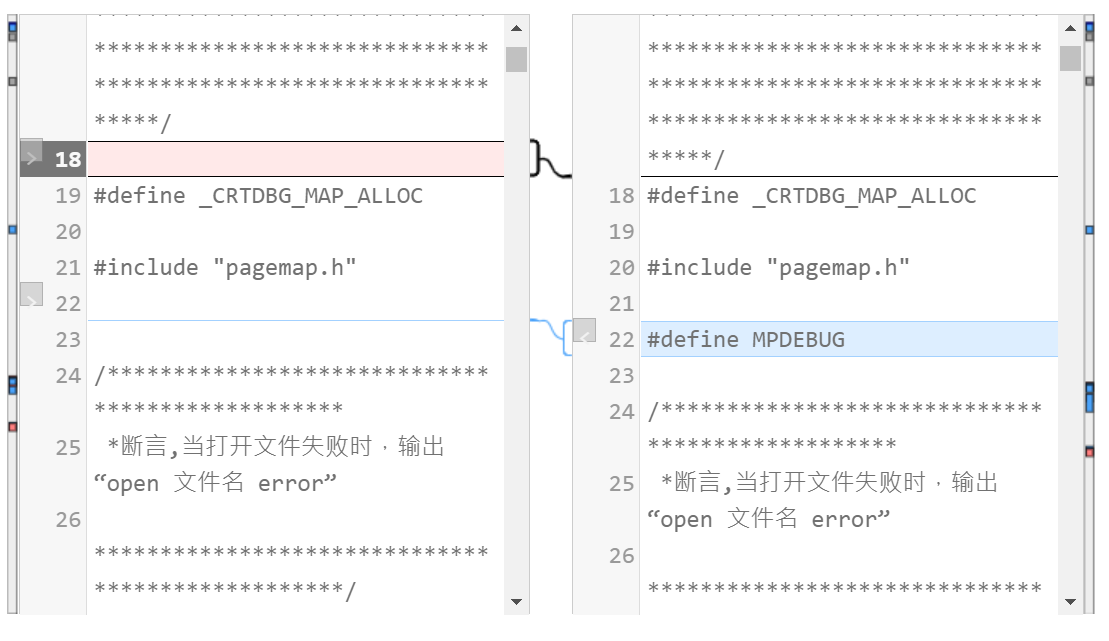 ******************************
******************************
******************************
*****/
18
19 #define _CRTDBG_MAP_ALLOC
20
21 #include "pagemap.h"
22
23
24 /*****************************
*******************
25  *断言,当打开文件失败时，输出
“open 文件名 error”
26
******************************
*******************/
******************************
******************************
******************************
******************************
*****/
18 #define _CRTDBG_MAP_ALLOC
19
20 #include "pagemap.h"
21
22 #define MPDEBUG
23
24 /*****************************
*******************
25  *断言,当打开文件失败时，输出
“open 文件名 error”
26
******************************